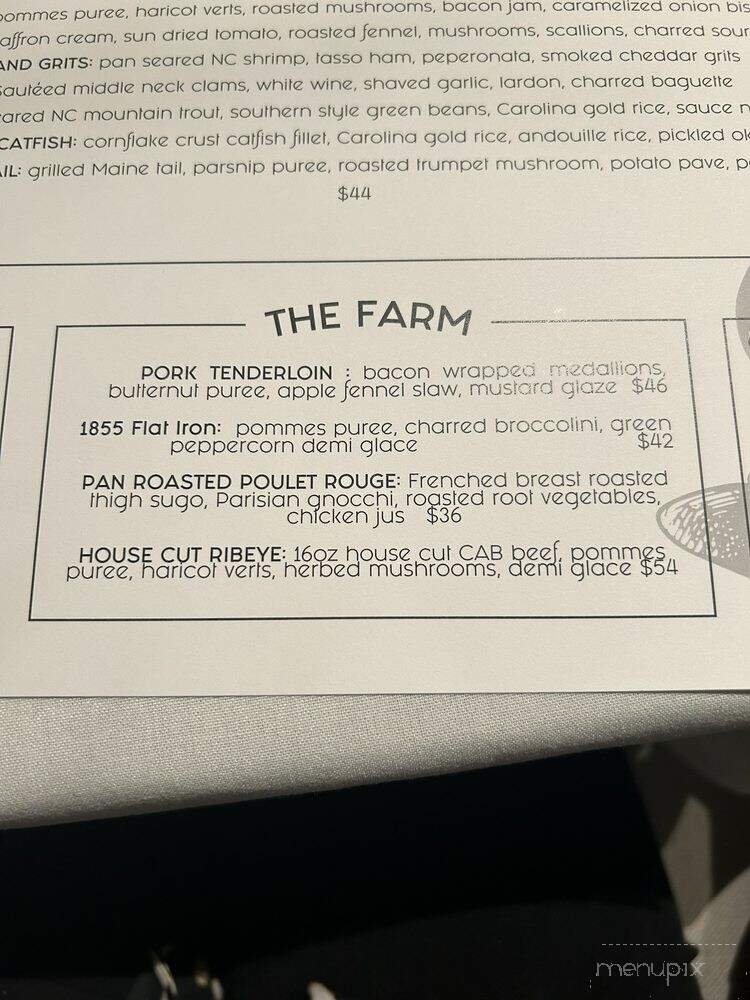 pommes puree, haricot verts, roasted mushrooms, bacon jam, caramelized onion
saffron cream, sun dried tomato, roasted fennel, mushrooms, scallions, charred
AND GRITS: pan seared NC shrimp, tasso ham, peperonata, smoked cheddar grits
Sautéed middle neck clams, white wine, shaved garlic, lardon, charred baguette
NC mountain trout, southern style green beans, Carolina gold rice, sauce
CATFISH: cornflake crust catfish fillet, Carolina gold rice, andouille rice, pickled
grilled Maine tail, parsnip puree, roasted trumpet mushroom, potato pave,
$44
THE FARM
PORK TENDERLOIN : bacon wrapped medallions,
butternut puree, apple fennel slaw, mustard glaze $46
1855 Flat Iron: pommes puree, charred broccolini, green
peppercorn demi glace $42
PAN ROASTED POULET ROUGE: Frenched breast roasted
thigh sugo, Parisian gnocchi, roasted root vegetables,
chicken jus $36
HOUSE CUT RIBEYE: 16oz house cut CAB beef, pommes
puree, haricot verts, herbed mushrooms, demi glace $54
menupix